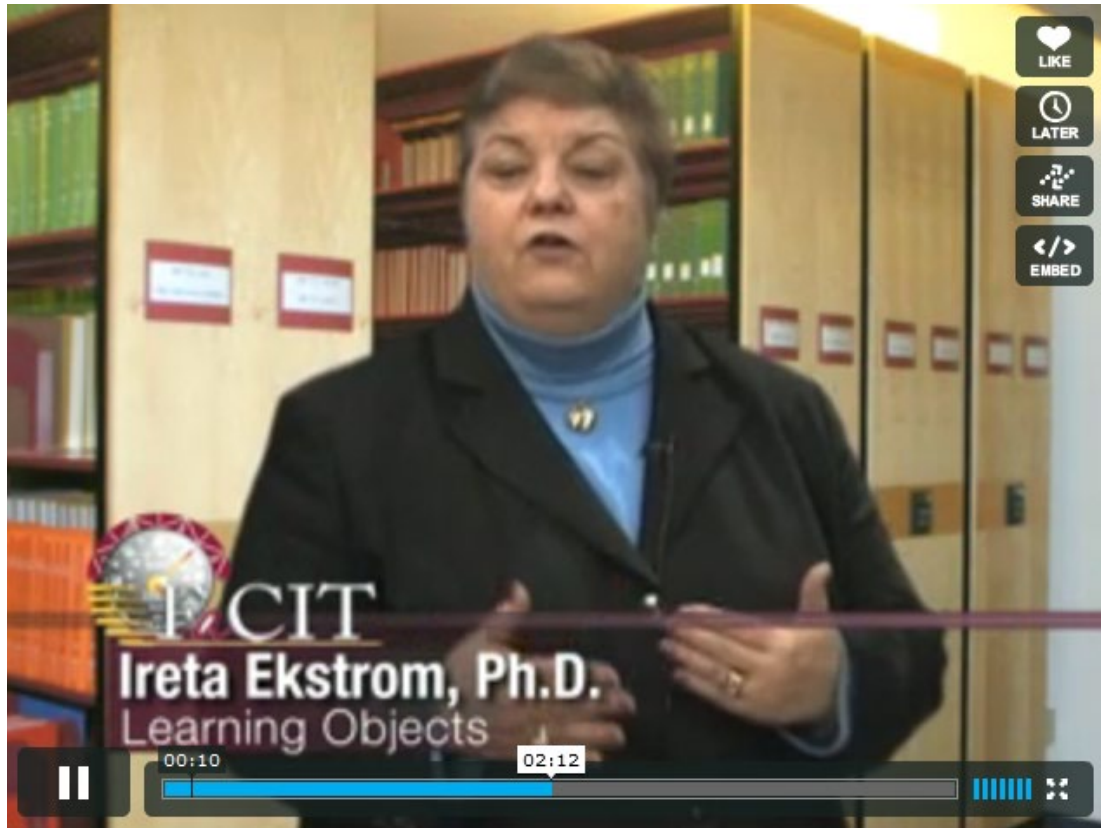 LIKE
LATER
SHARE
</>
EMBED
CIT
Ireta Ekstrom, Ph.D.
Learning Objects
00:10
02:12